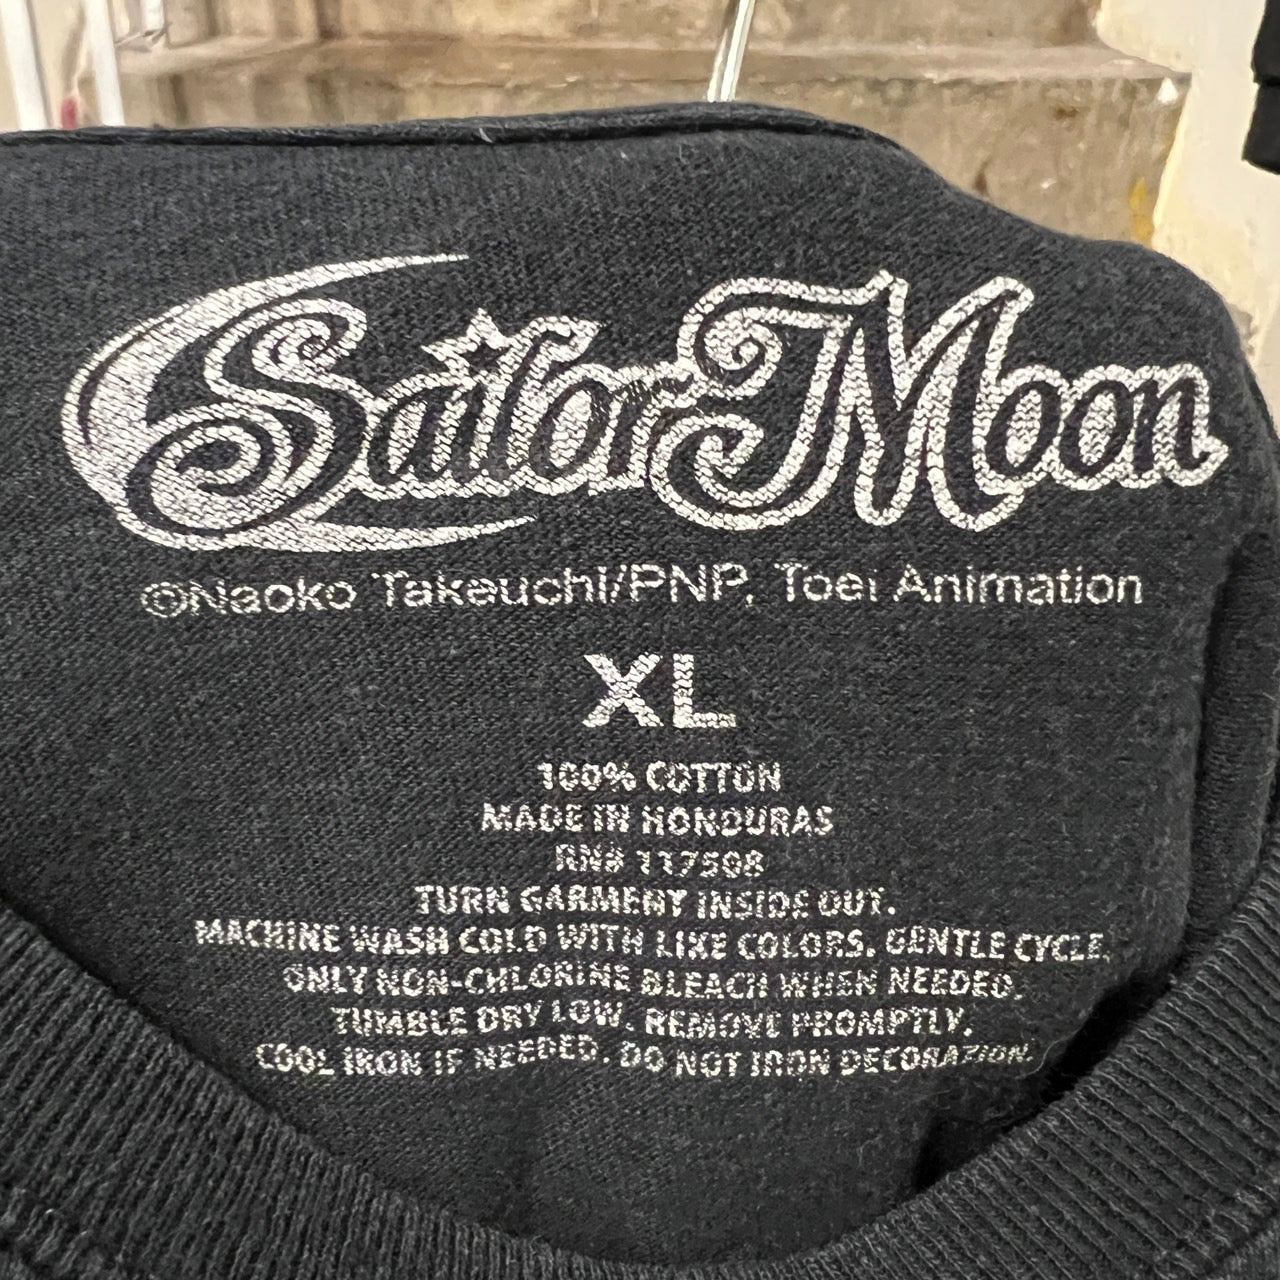 Sailor Moon
©Naoko Takeuchi/PNP, Toei Animation
XL
100% COTTON
MADE IN HONDURAS
RN# 117508
TURN GARMENT INSIDE OUT.
MACHINE WASH COLD WITH LIKE COLORS. GENTLE CYCLE.
ONLY NON-CHLORINE BLEACH WHEN NEEDED.
TUMBLE DRY LOW. REMOVE PROMPTLY.
COOL IRON IF NEEDED. DO NOT IRON DECORATION.